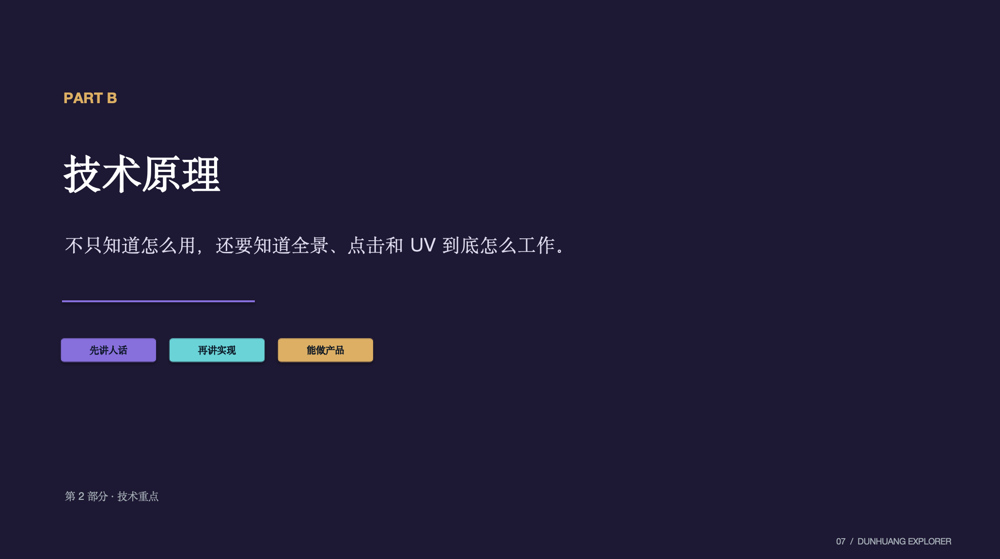 PART B
技术原理
不只知道怎么用，还要知道全景、点击和 UV 到底怎么工作。
先讲人话
再讲实现
能做产品
第 2 部分 · 技术重点
07 / DUNHUANG EXPLORER